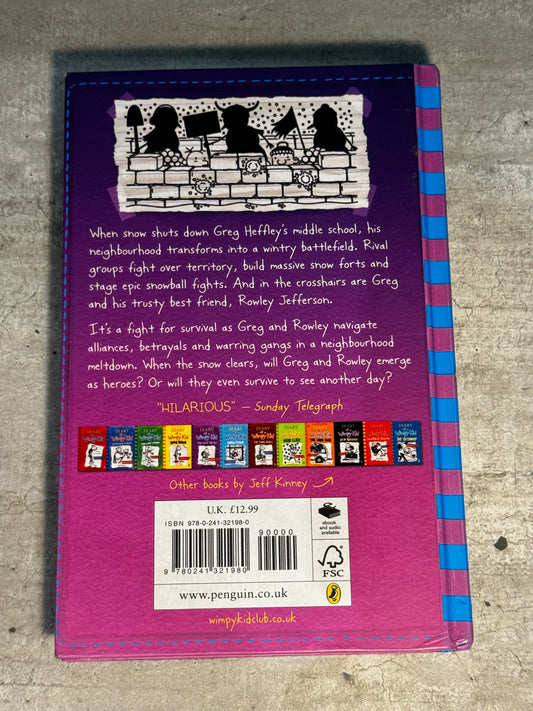 When snow shuts down Greg Heffley's middle school, his
neighbourhood transforms into a wintry battlefield. Rival
groups fight over territory, build massive snow forts and
stage epic snowball fights. And in the crosshairs are Greg
and his trusty best friend, Rowley Jefferson.
It's a fight for survival as Greg and Rowley navigate
alliances, betrayals and warring gangs in a neighbourhood
meltdown. When the snow clears, will Greg and Rowley emerge
as heroes? Or will they even survive to see another day?
"HILARIOUS" – Sunday Telegraph
Other books by Jeff Kinney
U.K. £12.99
ISBN 978-0-241-32198-0
90000
9 780241 321980
ebook
and audio
available
FSC
www.penguin.co.uk
wimpykidclub.co.uk